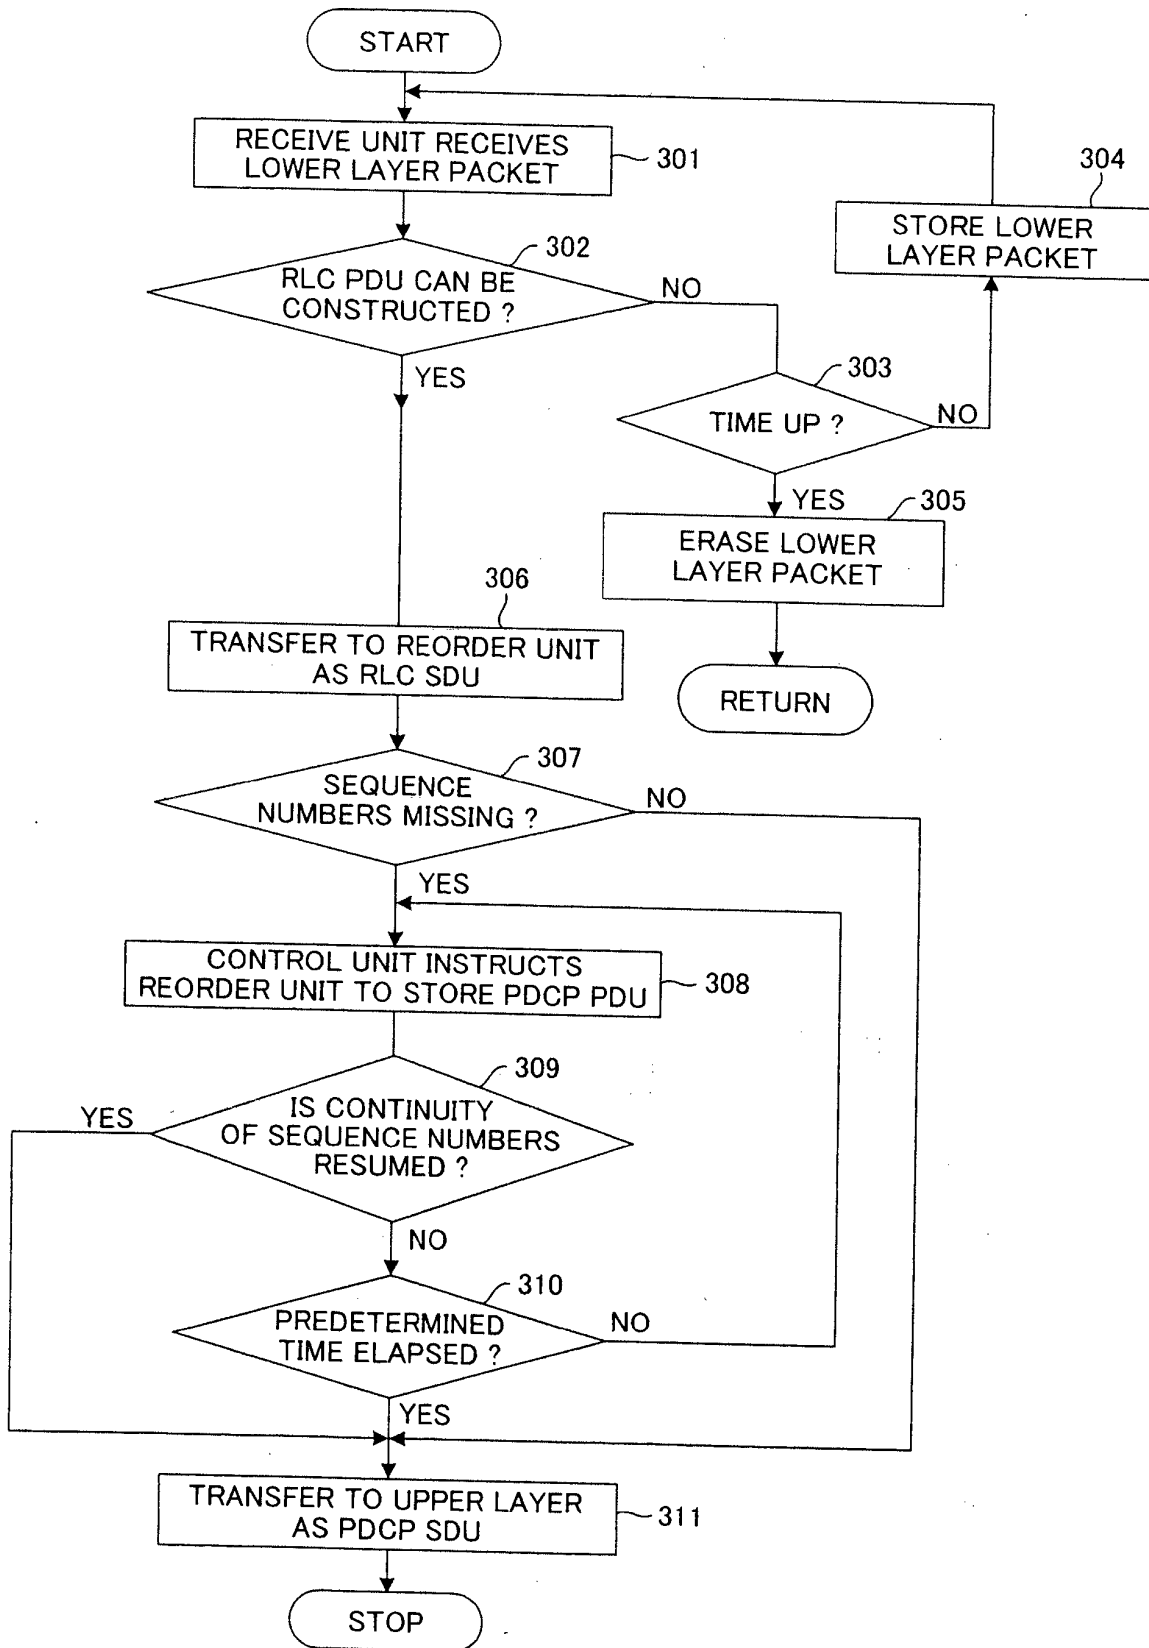 START
RECEIVE UNIT RECEIVES
LOWER LAYER PACKET
301
304
STORE LOWER
LAYER PACKET
302
RLC PDU CAN BE
CONSTRUCTED ?
NO
YES
303
TIME UP ?
NO
YES
305
ERASE LOWER
LAYER PACKET
RETURN
306
TRANSFER TO REORDER UNIT
AS RLC SDU
307
SEQUENCE
NUMBERS MISSING ?
NO
YES
CONTROL UNIT INSTRUCTS
REORDER UNIT TO STORE PDCP PDU
308
309
YES
IS CONTINUITY
OF SEQUENCE NUMBERS
RESUMED ?
NO
310
PREDETERMINED
TIME ELAPSED ?
NO
YES
TRANSFER TO UPPER LAYER
AS PDCP SDU
311
STOP